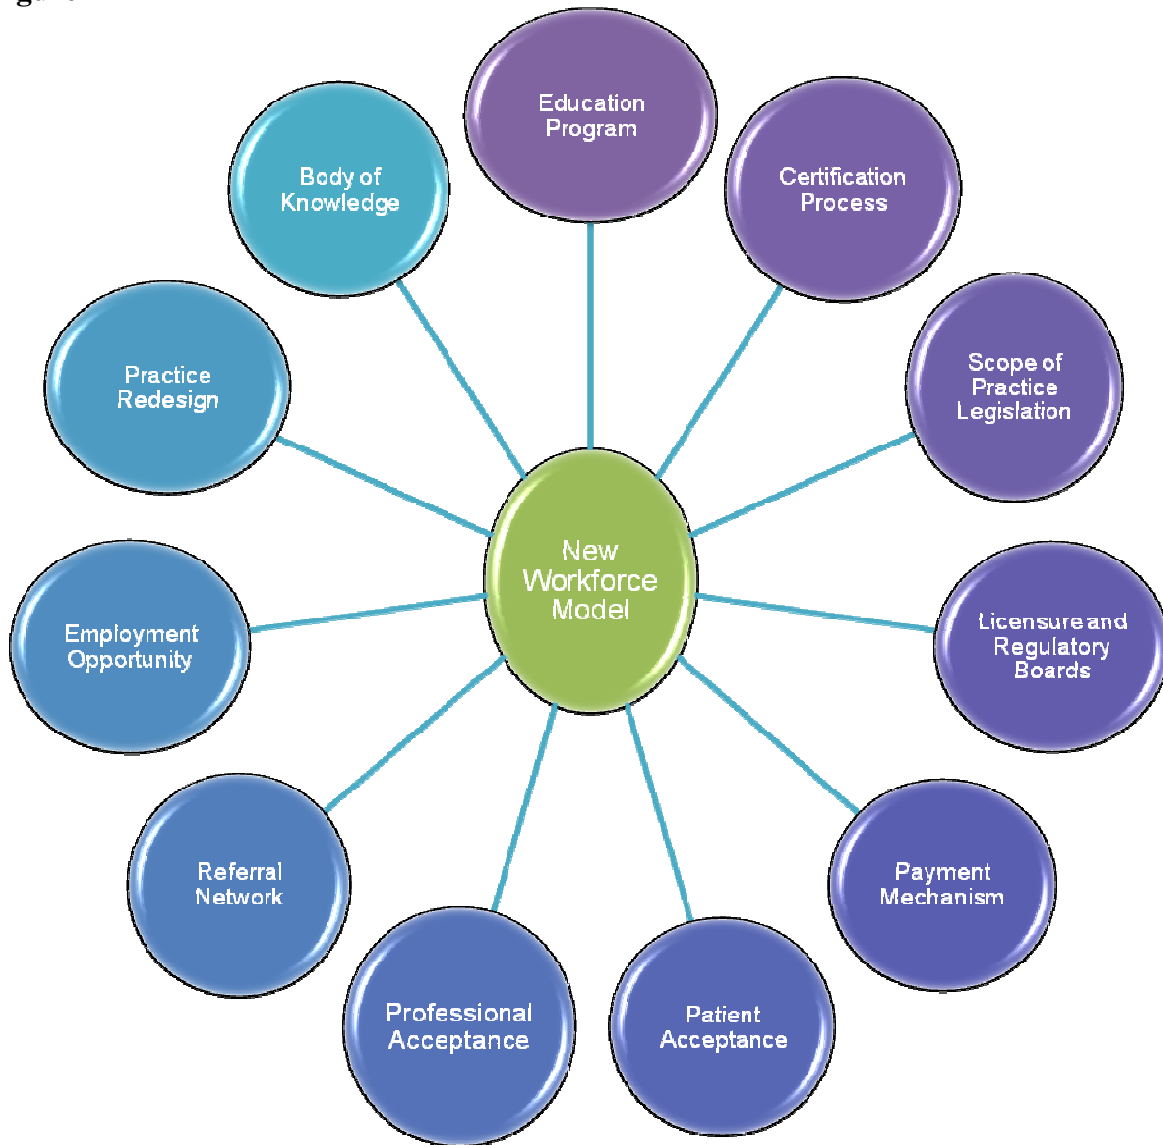 Education
Program
Certification
Process
Scope of
Practice
Legislation
Licensure and
Regulatory
Boards
Payment
Mechanism
Patient
Acceptance
Professional
Acceptance
Referral
Network
Employment
Opportunity
Practice
Redesign
Body of
Knowledge
New
Workforce
Model